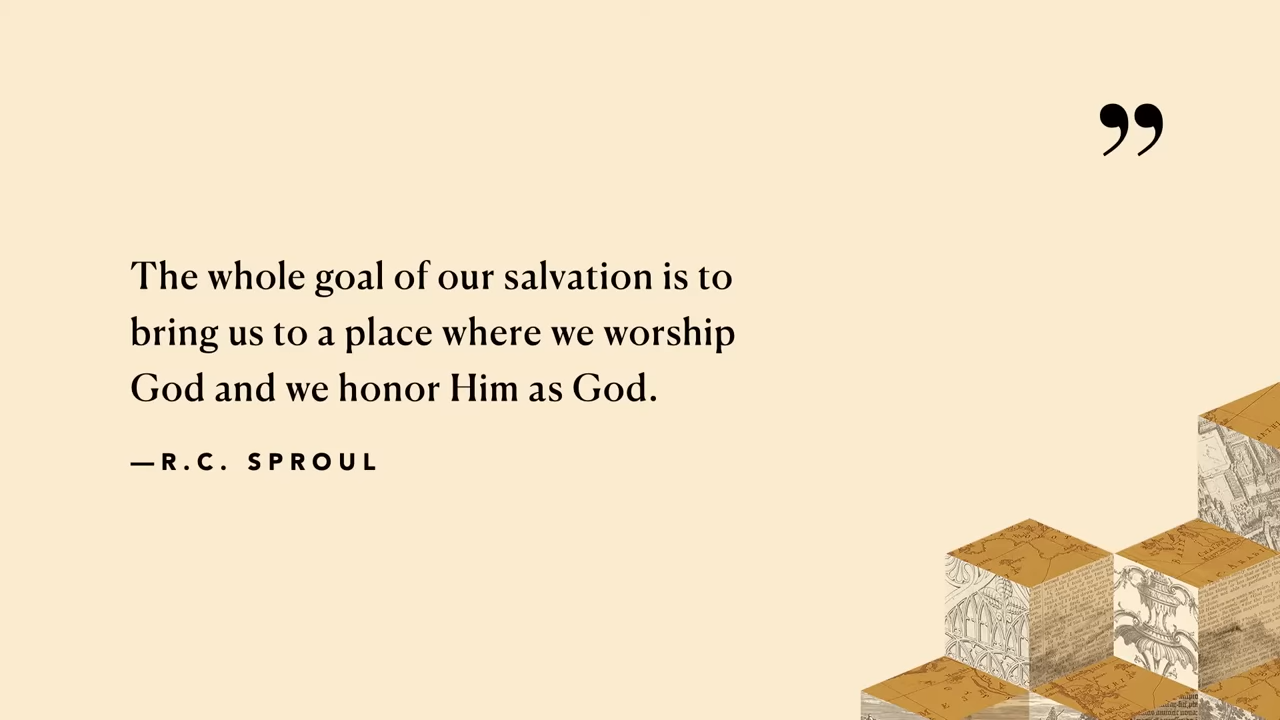 ”
The whole goal of our salvation is to
bring us to a place where we worship
God and we honor Him as God.
—R.C. SPROUL